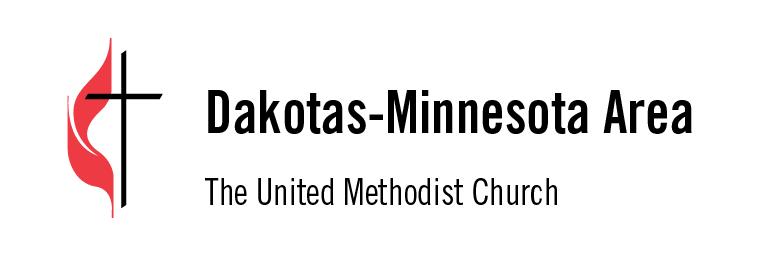 Dakotas-Minnesota Area
The United Methodist Church